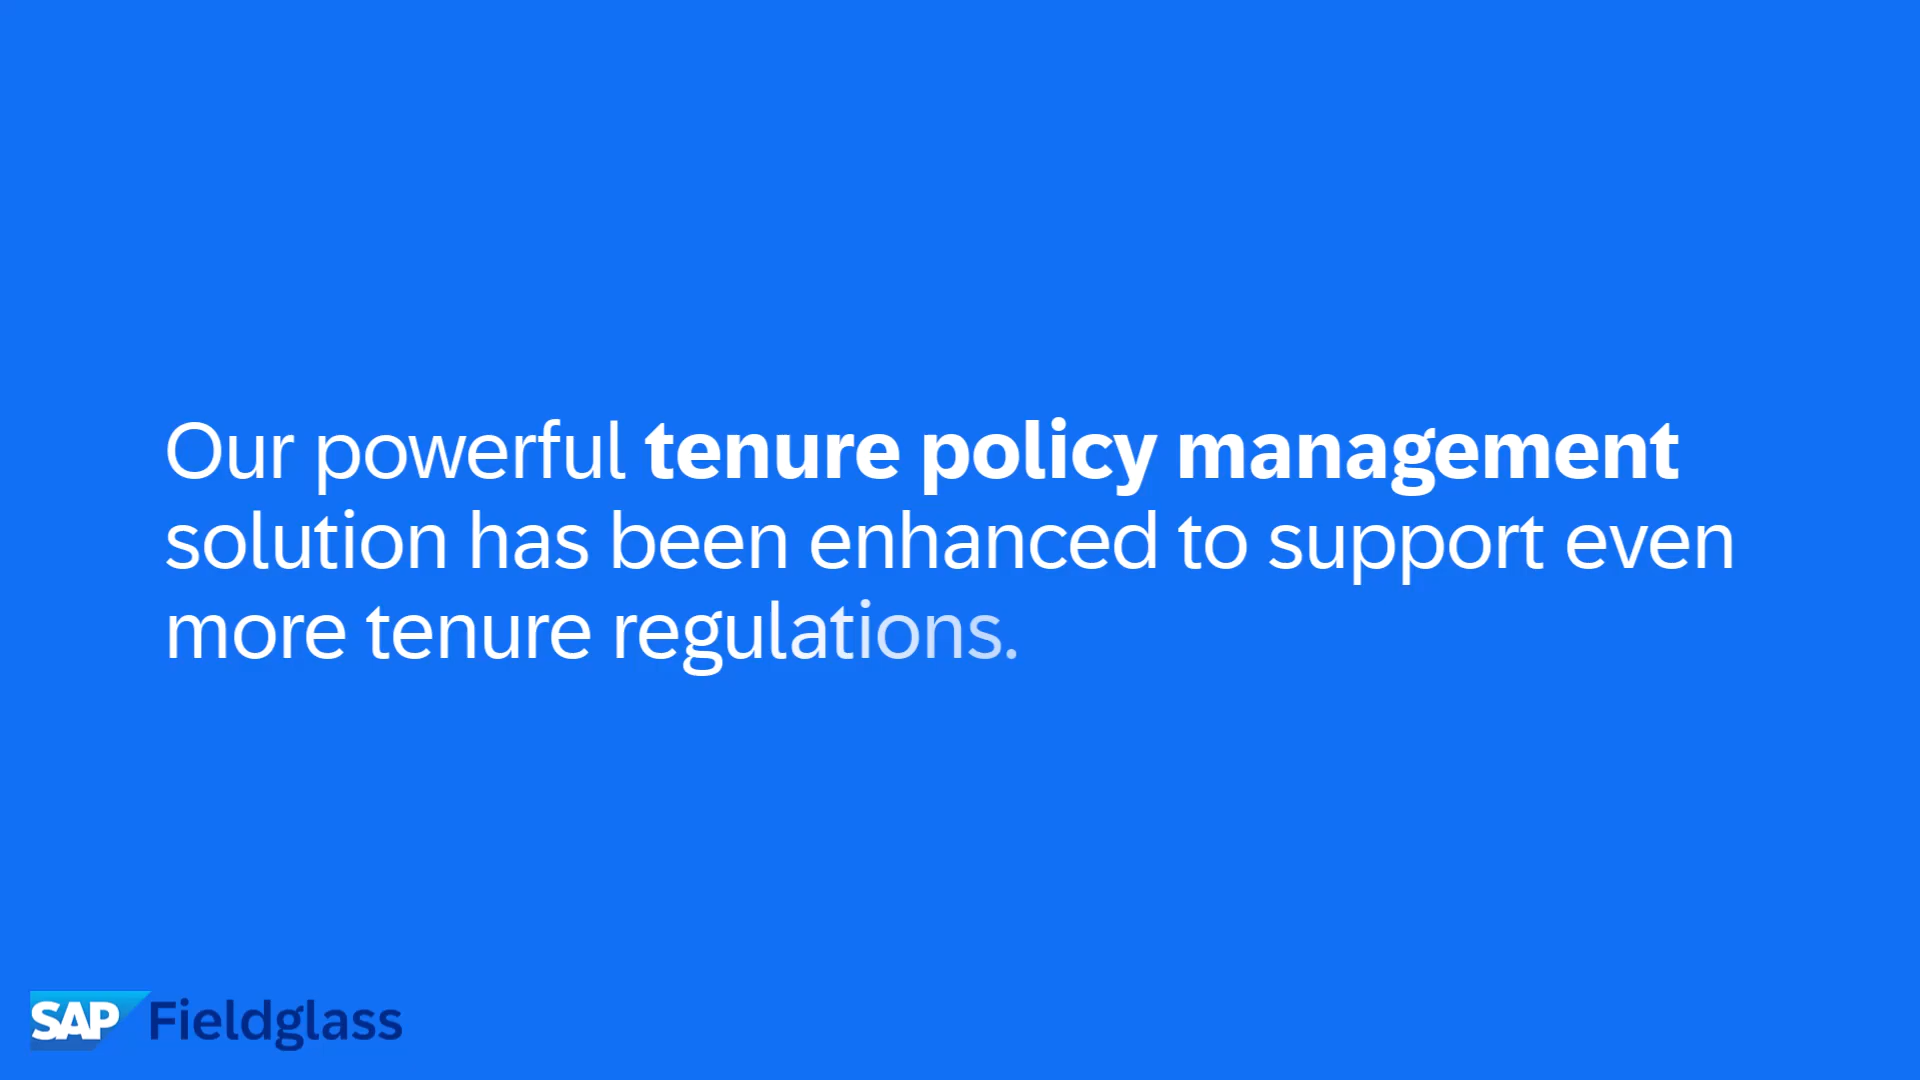 Our powerful tenure policy management
solution has been enhanced to support even
more tenure regulations.
SAP Fieldglass